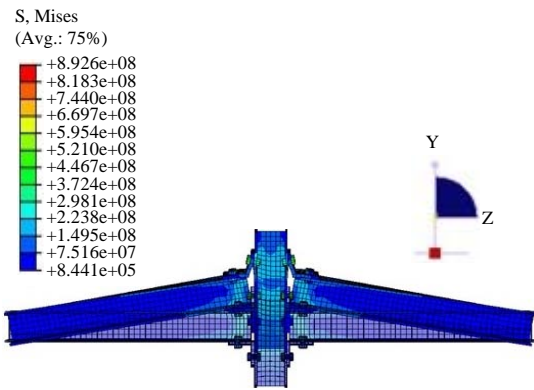 S, Mises
(Avg.: 75%)
+8.926e+08
+8.183e+08
+7.440e+08
+6.697e+08
+5.954e+08
+5.210e+08
+4.467e+08
+3.724e+08
+2.981e+08
+2.238e+08
+1.495e+08
+7.516e+07
+8.441e+05
Y
Z